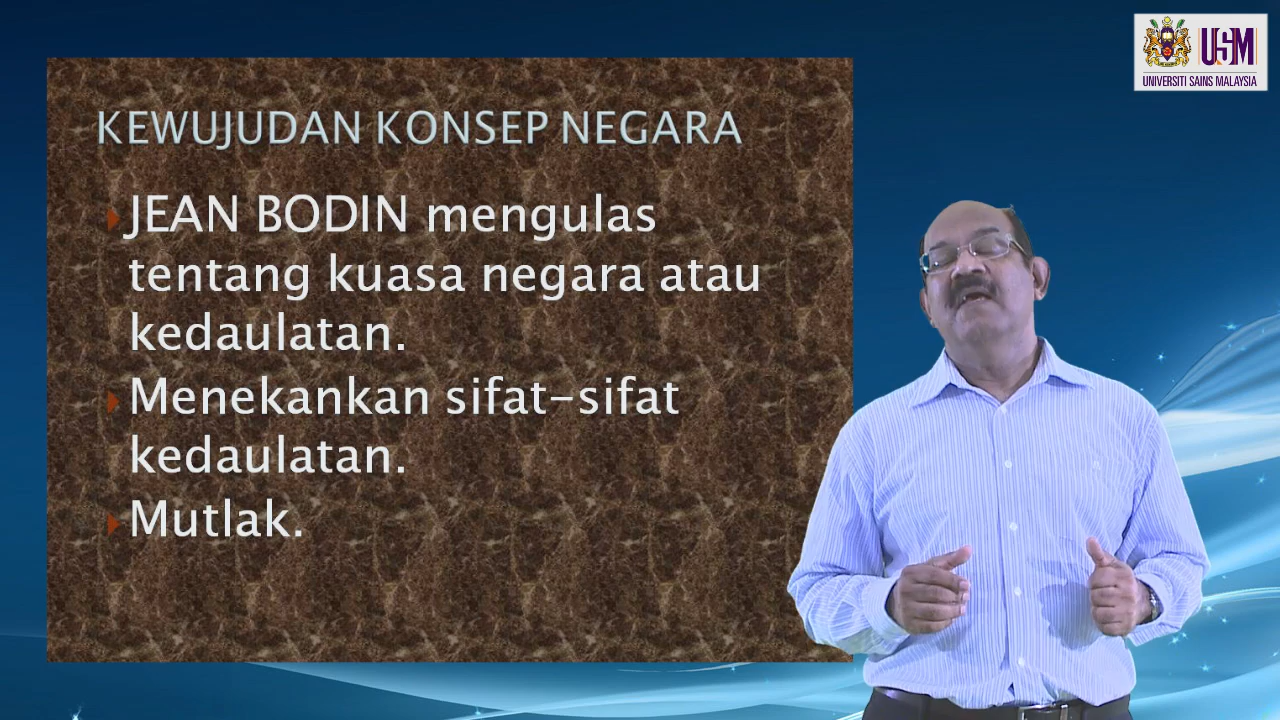 USM
UNIVERSITI SAINS MALAYSIA
KEWUJUDAN KONSEP NEGARA
JEAN BODIN mengulas
tentang kuasa negara atau
kedaulatan.
Menekankan sifat-sifat
kedaulatan.
Mutlak.